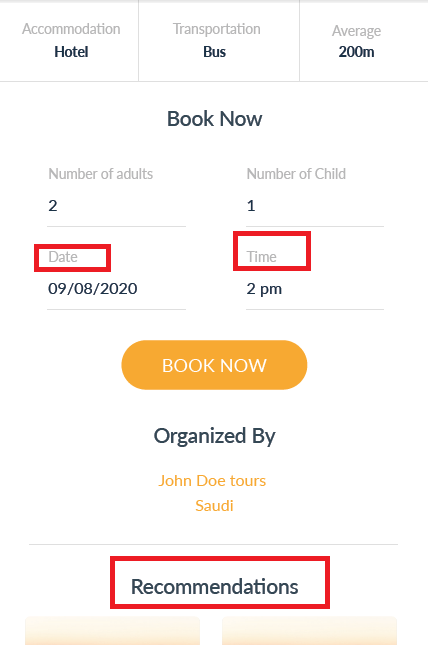 Accommodation Transportation Average
Hotel Bus 200m
Book Now
Number of adults Number of Child
2 1
Date Time
09/08/2020 2 pm
BOOK NOW
Organized By
John Doe tours
Saudi
Recommendations